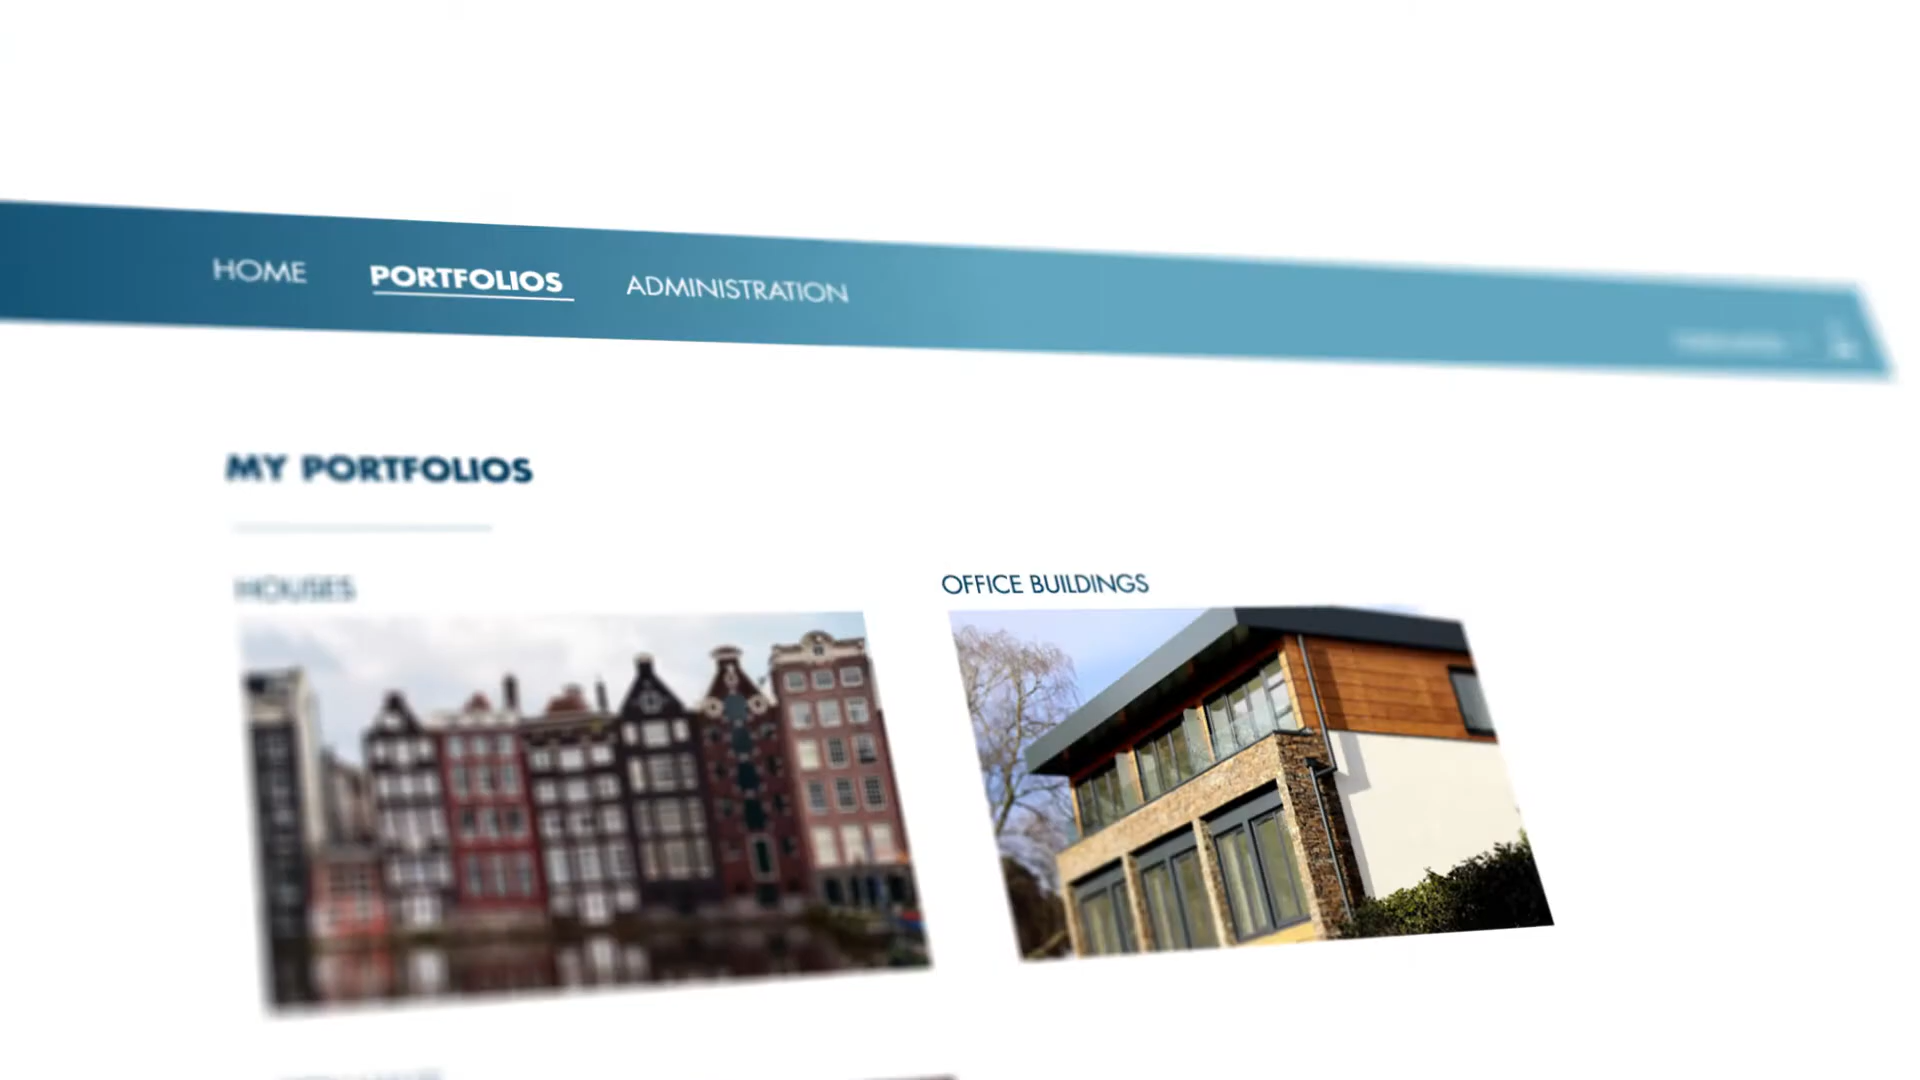 HOME
PORTFOLIOS
ADMINISTRATION
MY PORTFOLIOS
HOUSES
OFFICE BUILDINGS